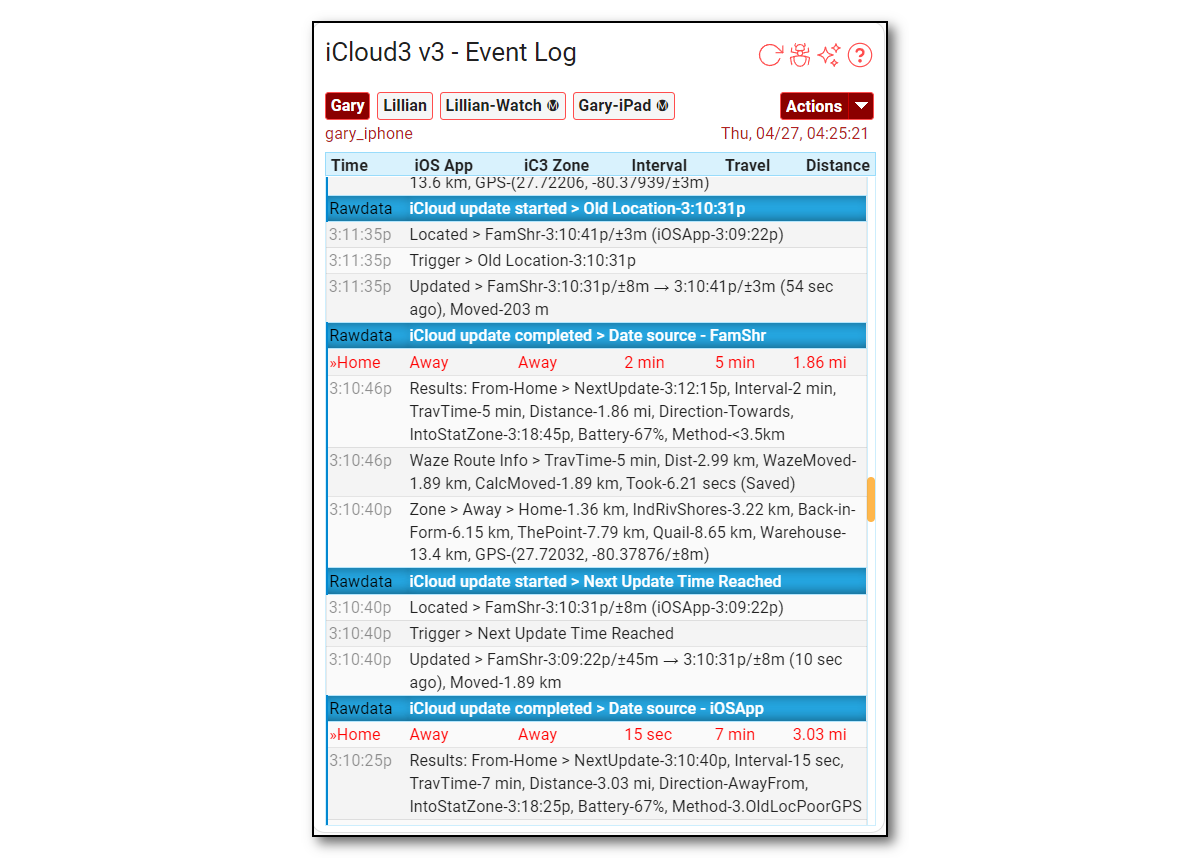 iCloud3 v3 - Event Log
Gary Lillian Lillian-Watch Ⓜ Gary-iPad Ⓜ Actions
gary_iphone Thu, 04/27, 04:25:21
Time iOS App iC3 Zone Interval Travel Distance
13.6 km, GPS-(27.72206, -80.37939/±3m)
Rawdata iCloud update started > Old Location-3:10:31p
3:11:35p Located > FamShr-3:10:41p/±3m (iOSApp-3:09:22p)
3:11:35p Trigger > Old Location-3:10:31p
3:11:35p Updated > FamShr-3:10:31p/±8m → 3:10:41p/±3m (54 sec
ago), Moved-203 m
Rawdata iCloud update completed > Date source - FamShr
»Home Away Away 2 min 5 min 1.86 mi
3:10:46p Results: From-Home > NextUpdate-3:12:15p, Interval-2 min,
TravTime-5 min, Distance-1.86 mi, Direction-Towards,
IntoStatZone-3:18:45p, Battery-67%, Method-<3.5km
3:10:46p Waze Route Info > TravTime-5 min, Dist-2.99 km, WazeMoved-
1.89 km, CalcMoved-1.89 km, Took-6.21 secs (Saved)
3:10:40p Zone > Away > Home-1.36 km, IndRivShores-3.22 km, Back-in-
Form-6.15 km, ThePoint-7.79 km, Quail-8.65 km, Warehouse-
13.4 km, GPS-(27.72032, -80.37876/±8m)
Rawdata iCloud update started > Next Update Time Reached
3:10:40p Located > FamShr-3:10:31p/±8m (iOSApp-3:09:22p)
3:10:40p Trigger > Next Update Time Reached
3:10:40p Updated > FamShr-3:09:22p/±45m → 3:10:31p/±8m (10 sec
ago), Moved-1.89 km
Rawdata iCloud update completed > Date source - iOSApp
»Home Away Away 15 sec 7 min 3.03 mi
3:10:25p Results: From-Home > NextUpdate-3:10:40p, Interval-15 sec,
TravTime-7 min, Distance-3.03 mi, Direction-AwayFrom,
IntoStatZone-3:18:25p, Battery-67%, Method-3.OldLocPoorGPS